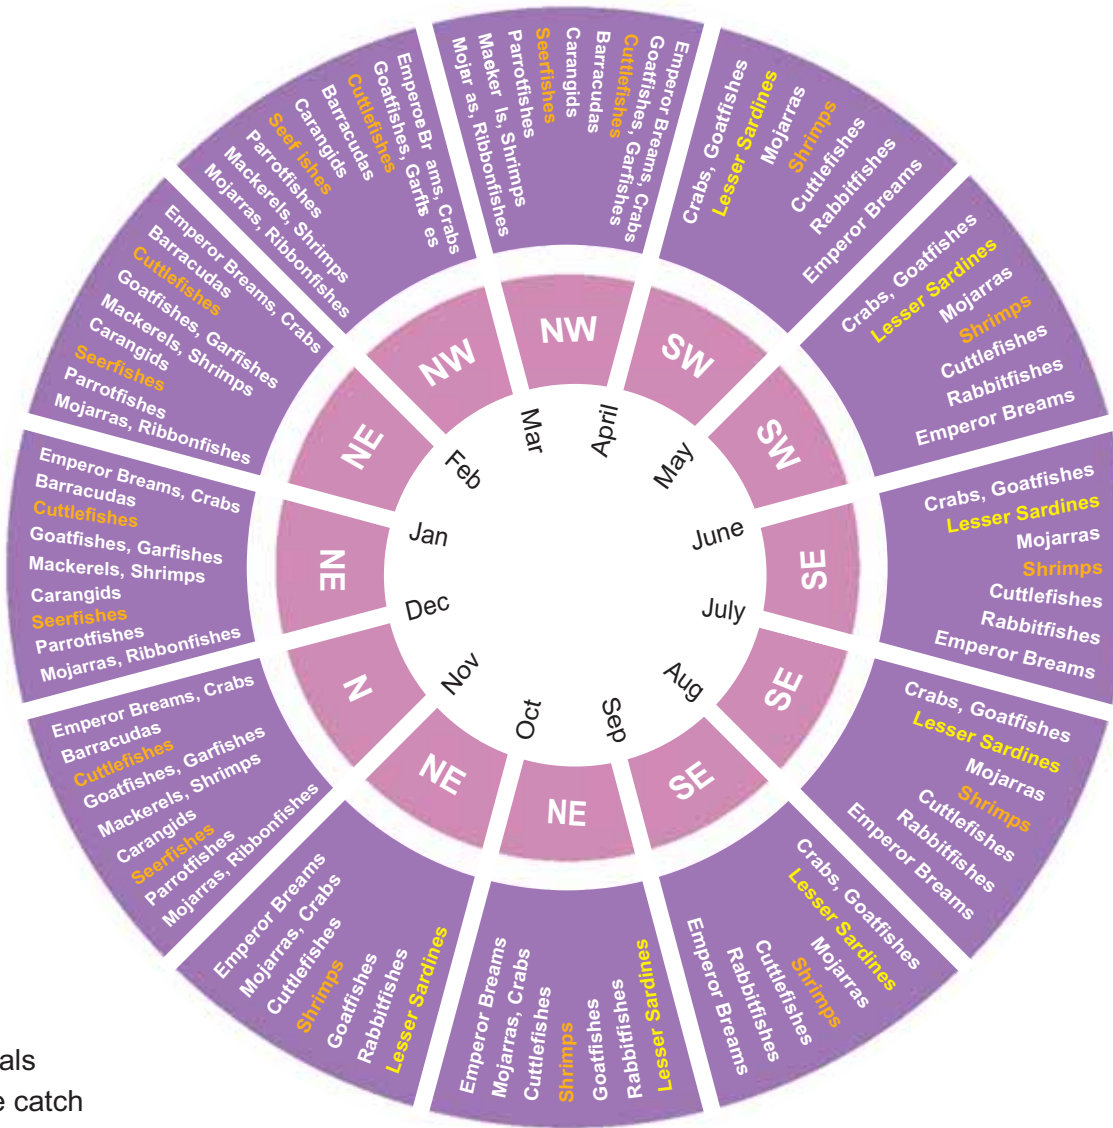 Mojar as, Ribbonfishes
Maeker ls, Shrimps
Parrotfishes
Seerfishes
Carangids
Barracudas
Cuttlefishes
Goatfishes, Garfishes
Emperor Breams, Crabs
NW
Crabs, Goatfishes
Lesser Sardines
Mojarras
Shrimps
Cuttlefishes
Rabbitfishes
Emperor Breams
SW
Crabs, Goatfishes
Lesser Sardines
Mojarras
Shrimps
Cuttlefishes
Rabbitfishes
Emperor Breams
SW
Crabs, Goatfishes
Lesser Sardines
Mojarras
Shrimps
Cuttlefishes
Rabbitfishes
Emperor Breams
SE
Crabs, Goatfishes
Lesser Sardines
Mojarras
Shrimps
Cuttlefishes
Rabbitfishes
Emperor Breams
SE
Crabs, Goatfishes
Lesser Sardines
Mojarras
Shrimps
Cuttlefishes
Rabbitfishes
Emperor Breams
SE
Emperor Breams
Mojarras, Crabs
Cuttlefishes
Shrimps
Goatfishes
Rabbitfishes
Lesser Sardines
NE
Emperor Breams
Mojarras, Crabs
Cuttlefishes
Shrimps
Goatfishes
Rabbitfishes
Lesser Sardines
NE
Emperor Breams, Crabs
Barracudas
Cuttlefishes
Goatfishes, Garfishes
Mackerels, Shrimps
Carangids
Seerfishes
Parrotfishes
Mojarras, Ribbonfishes
N
Emperor Breams, Crabs
Barracudas
Cuttlefishes
Goatfishes, Garfishes
Mackerels, Shrimps
Carangids
Seerfishes
Parrotfishes
Mojarras, Ribbonfishes
NE
Emperor Breams, Crabs
Barracudas
Cuttlefishes
Goatfishes, Garfishes
Mackerels, Shrimps
Carangids
Seerfishes
Parrotfishes
Mojarras, Ribbonfishes
NE
Emperoe Br ams, Crabs
Goatfishes, Garfis es
Cuttlefishes
Barracudas
Carangids
Seef ishes
Parrotfishes
Mackerels, Shrimps
Mojarras, Ribbonfishes
NW
Jan
Feb
Mar
April
May
June
July
Aug
Sep
Oct
Nov
Dec
als
e catch